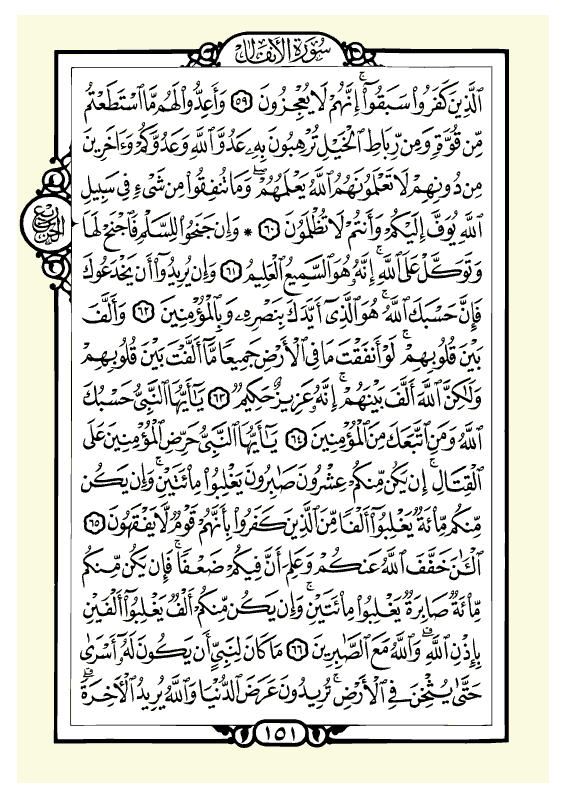 سُورَةُ الأَنفَالِ
الَّذِينَ كَفَرُوا۟ سَبَقُوٓا۟ ۚ إِنَّهُمْ لَا يُعْجِزُونَ ٥٩ وَأَعِدُّوا۟ لَهُم مَّا ٱسْتَطَعْتُم
مِّن قُوَّةٍ وَمِن رِّبَاطِ ٱلْخَيْلِ تُرْهِبُونَ بِهِۦ عَدُوَّ ٱللَّهِ وَعَدُوَّكُمْ وَءَاخَرِينَ
مِن دُونِهِمْ لَا تَعْلَمُونَهُمُ ٱللَّهُ يَعْلَمُهُمْ ۚ وَمَا تُنفِقُوا۟ مِن شَىْءٍ فِى سَبِيلِ
ٱللَّهِ يُوَفَّ إِلَيْكُمْ وَأَنتُمْ لَا تُظْلَمُونَ ٦٠ * وَإِن جَنَحُوا۟ لِلسَّلْمِ فَٱجْنَحْ لَهَا
وَتَوَكَّلْ عَلَى ٱللَّهِ ۚ إِنَّهُۥ هُوَ ٱلسَّمِيعُ ٱلْعَلِيمُ ٦١ وَإِن يُرِيدُوٓا۟ أَن يَخْدَعُوكَ
فَإِنَّ حَسْبَكَ ٱللَّهُ ۚ هُوَ ٱلَّذِىٓ أَيَّدَكَ بِنَصْرِهِۦ وَبِٱلْمُؤْمِنِينَ ٦٢ وَأَلَّفَ
بَيْنَ قُلُوبِهِمْ ۚ لَوْ أَنفَقْتَ مَا فِى ٱلْأَرْضِ جَمِيعًا مَّآ أَلَّفْتَ بَيْنَ قُلُوبِهِمْ
وَلَٰكِنَّ ٱللَّهَ أَلَّفَ بَيْنَهُمْ ۚ إِنَّهُۥ عَزِيزٌ حَكِيمٌ ٦٣ يَٰٓأَيُّهَا ٱلنَّبِىُّ حَسْبُكَ
ٱللَّهُ وَمَنِ ٱتَّبَعَكَ مِنَ ٱلْمُؤْمِنِينَ ٦٤ يَٰٓأَيُّهَا ٱلنَّبِىُّ حَرِّضِ ٱلْمُؤْمِنِينَ عَلَى
ٱلْقِتَالِ ۚ إِن يَكُن مِّنكُمْ عِشْرُونَ صَٰبِرُونَ يَغْلِبُوا۟ مِا۟ئَتَيْنِ ۚ وَإِن يَكُن
مِّنكُم مِّا۟ئَةٌ يَغْلِبُوٓا۟ أَلْفًا مِّنَ ٱلَّذِينَ كَفَرُوا۟ بِأَنَّهُمْ قَوْمٌ لَّا يَفْقَهُونَ ٦٥
ٱلْـَٰٔنَ خَفَّفَ ٱللَّهُ عَنكُمْ وَعَلِمَ أَنَّ فِيكُمْ ضَعْفًا ۚ فَإِن يَكُن مِّنكُم
مِّا۟ئَةٌ صَابِرَةٌ يَغْلِبُوا۟ مِا۟ئَتَيْنِ ۚ وَإِن يَكُن مِّنكُمْ أَلْفٌ يَغْلِبُوٓا۟ أَلْفَيْنِ
بِإِذْنِ ٱللَّهِ ۗ وَٱللَّهُ مَعَ ٱلصَّٰبِرِينَ ٦٦ مَا كَانَ لِنَبِىٍّ أَن يَكُونَ لَهُۥٓ أَسْرَىٰ
حَتَّىٰ يُثْخِنَ فِى ٱلْأَرْضِ ۚ تُرِيدُونَ عَرَضَ ٱلدُّنْيَا وَٱللَّهُ يُرِيدُ ٱلْأَخِرَةَ ۗ
١٥١